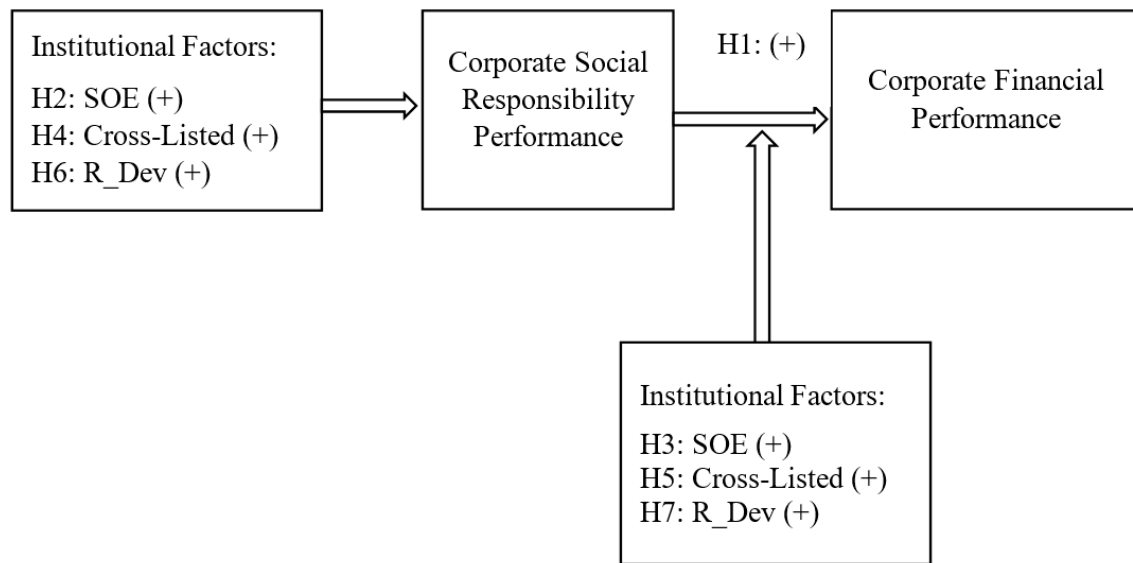 Institutional Factors:
H2: SOE (+)
H4: Cross-Listed (+)
H6: R_Dev (+)
Corporate Social
Responsibility
Performance
H1: (+)
Corporate Financial
Performance
Institutional Factors:
H3: SOE (+)
H5: Cross-Listed (+)
H7: R_Dev (+)